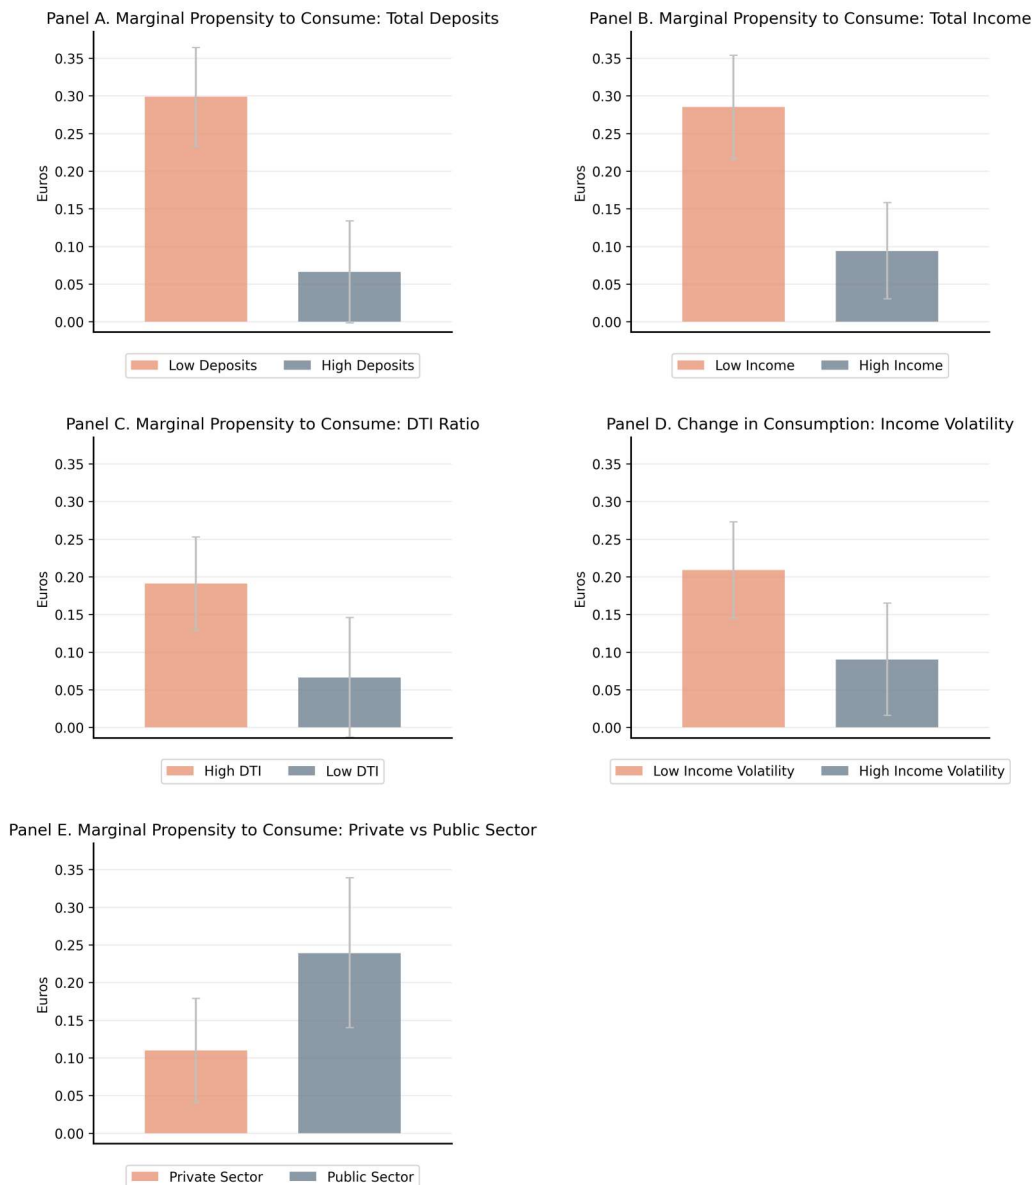 Panel A. Marginal Propensity to Consume: Total Deposits
0.35
0.30
0.25
0.20
0.15
0.10
0.05
0.00
Euros
Low Deposits High Deposits
Panel B. Marginal Propensity to Consume: Total Income
0.35
0.30
0.25
0.20
0.15
0.10
0.05
0.00
Euros
Low Income High Income
Panel C. Marginal Propensity to Consume: DTI Ratio
0.35
0.30
0.25
0.20
0.15
0.10
0.05
0.00
Euros
High DTI Low DTI
Panel D. Change in Consumption: Income Volatility
0.35
0.30
0.25
0.20
0.15
0.10
0.05
0.00
Euros
Low Income Volatility High Income Volatility
Panel E. Marginal Propensity to Consume: Private vs Public Sector
0.35
0.30
0.25
0.20
0.15
0.10
0.05
0.00
Euros
Private Sector Public Sector